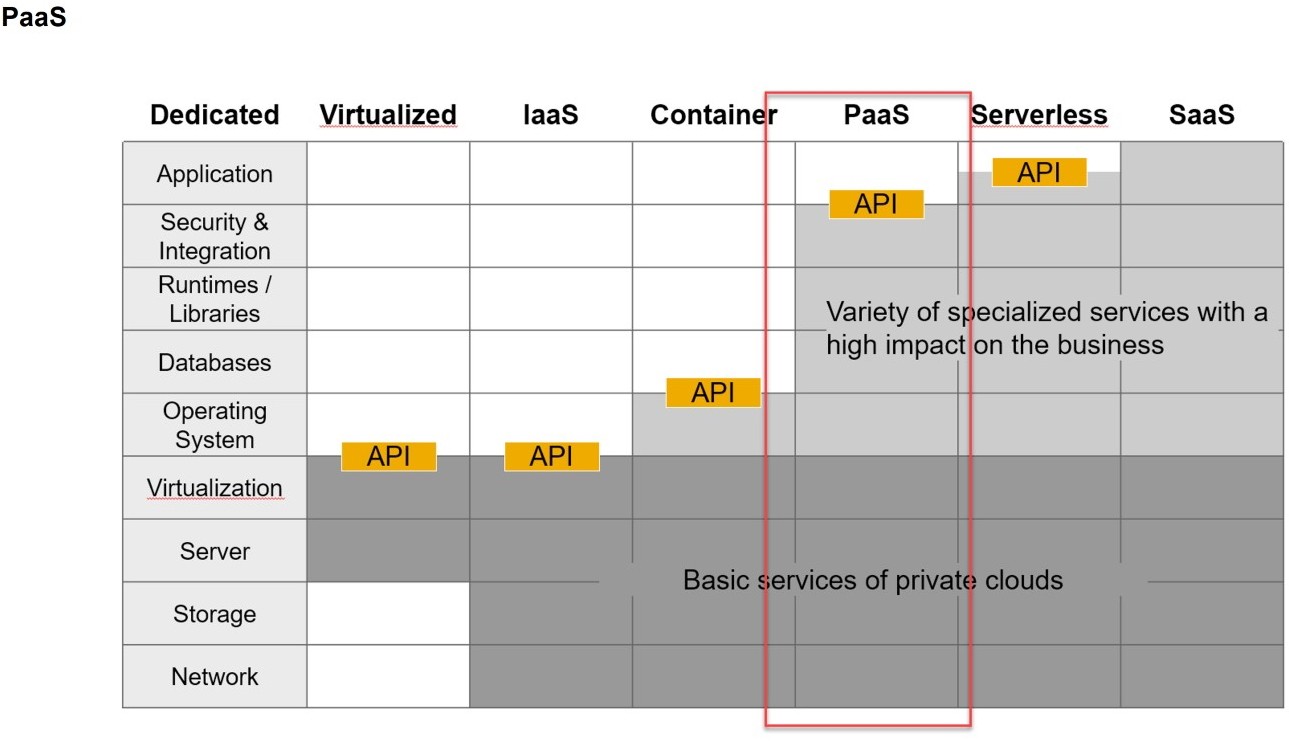 PaaS
Dedicated Virtualized IaaS Container PaaS Serverless SaaS
Application
API
API
Security &
Integration
Runtimes /
Libraries
Variety of specialized services with a
high impact on the business
Databases
API
Operating
System
API API
Virtualization
Server
Basic services of private clouds
Storage
Network